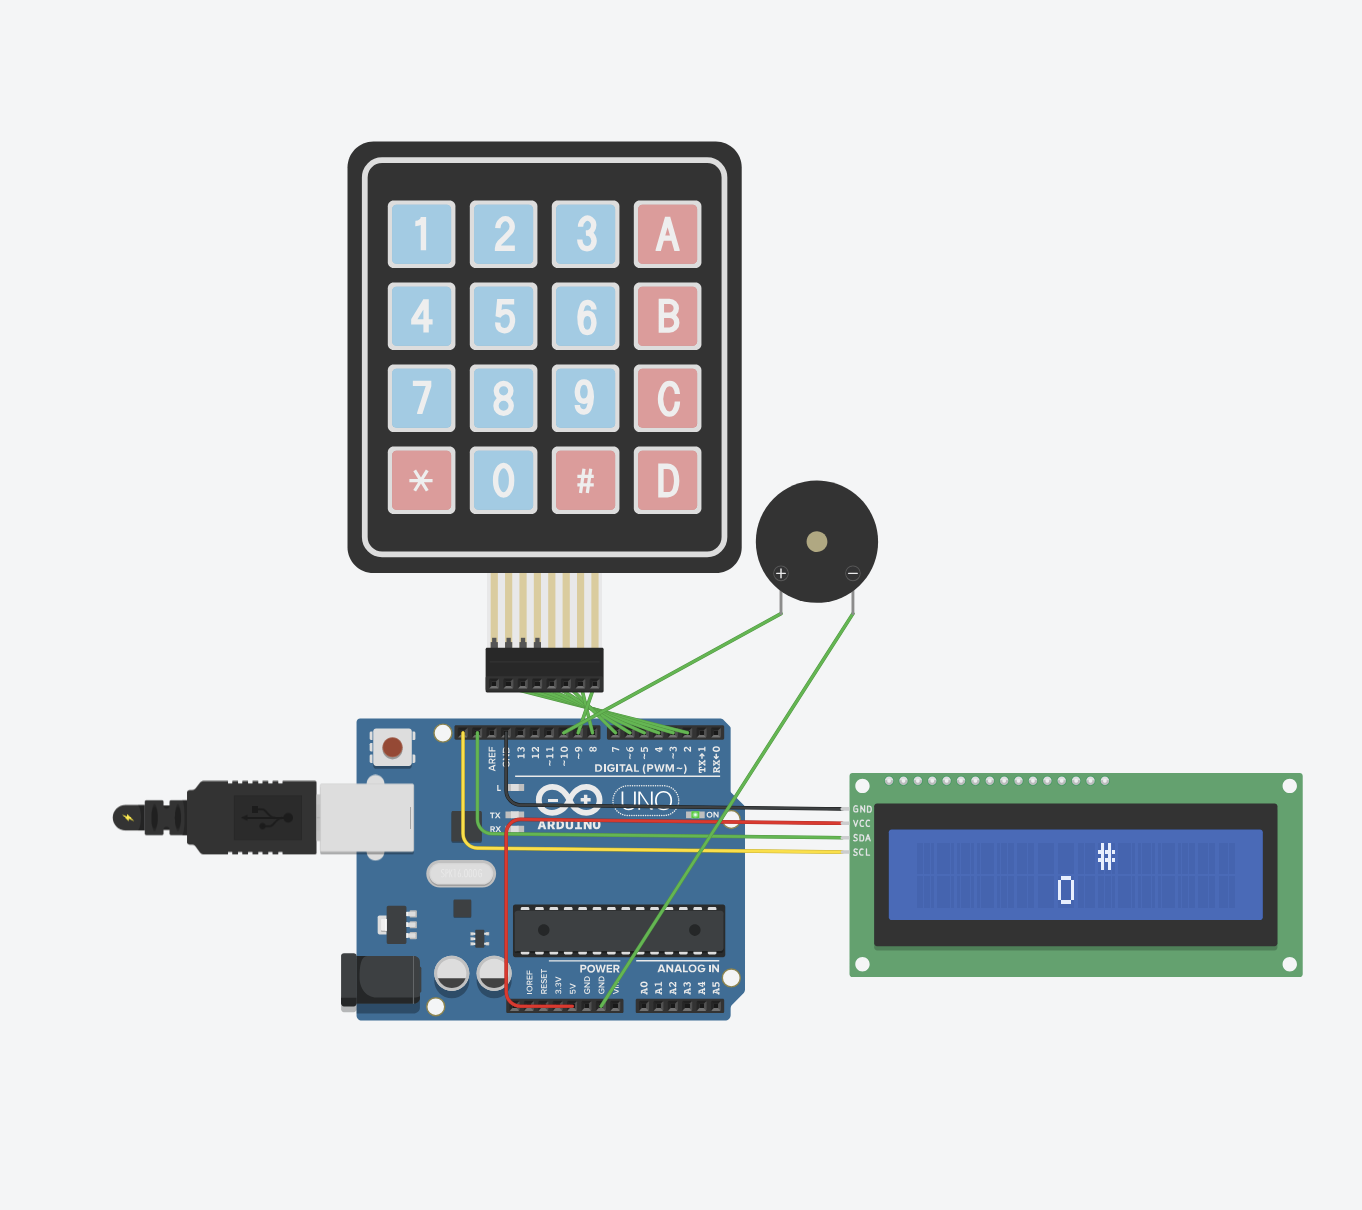 1 2 3 A
4 5 6 B
7 8 9 C
* 0 # D
+ −
AREF
GND
13
12
~11
~10
~9
8
7
~6
~5
~4
~3
2
TX→1
RX←0
DIGITAL (PWM~)
L
TX
RX
UNO
ON
ARDUINO
GND
VCC
SDA
SCL
#
0
POWER
ANALOG IN
IOREF
RESET
3.3V
5V
GND
GND
A0
A1
A2
A3
A4
A5